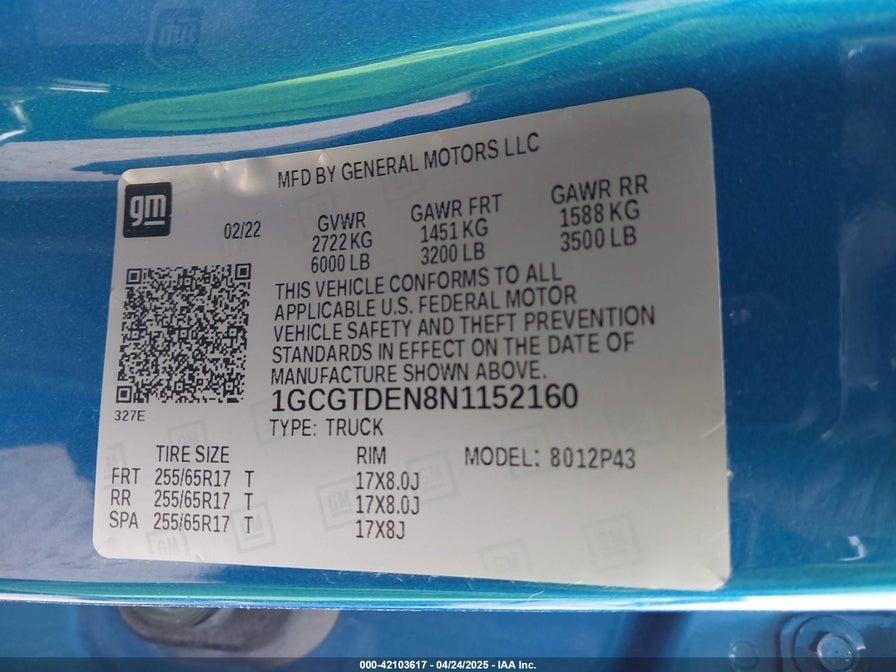 MFD BY GENERAL MOTORS LLC
gm
02/22
GVWR GAWR FRT GAWR RR
2722 KG 1451 KG 1588 KG
6000 LB 3200 LB 3500 LB
THIS VEHICLE CONFORMS TO ALL
APPLICABLE U.S. FEDERAL MOTOR
VEHICLE SAFETY AND THEFT PREVENTION
STANDARDS IN EFFECT ON THE DATE OF
MANUFACTURE SHOWN ABOVE.
1GCGTDEN8N1152160
327E
TYPE: TRUCK
TIRE SIZE RIM MODEL: 8012P43
FRT 255/65R17 T 17X8.0J
RR 255/65R17 T 17X8.0J
SPA 255/65R17 T 17X8J
000-42103617 - 04/24/2025 - IAA Inc.